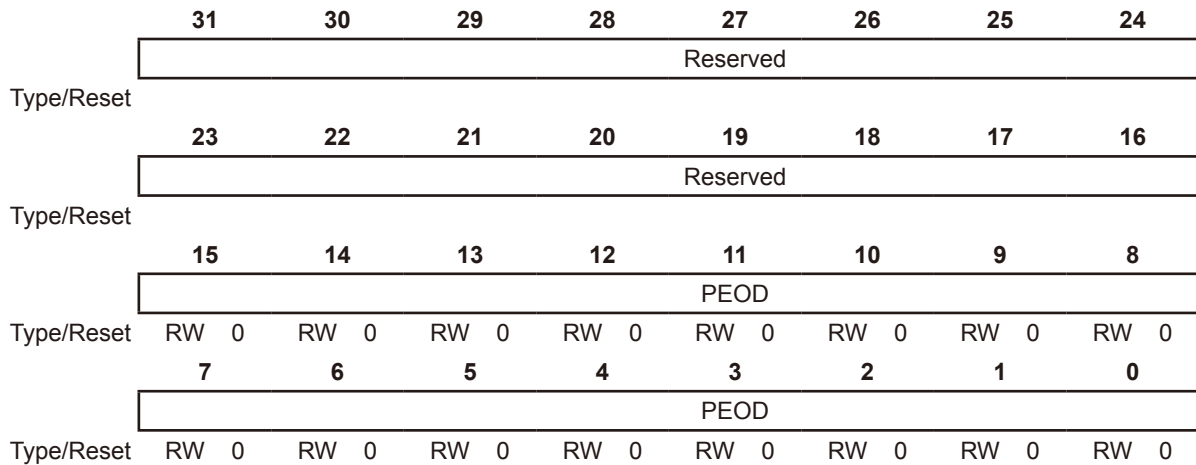 31 30 29 28 27 26 25 24
Reserved
Type/Reset
23 22 21 20 19 18 17 16
Reserved
Type/Reset
15 14 13 12 11 10 9 8
PEOD
Type/Reset RW 0 RW 0 RW 0 RW 0 RW 0 RW 0 RW 0 RW 0
7 6 5 4 3 2 1 0
PEOD
Type/Reset RW 0 RW 0 RW 0 RW 0 RW 0 RW 0 RW 0 RW 0